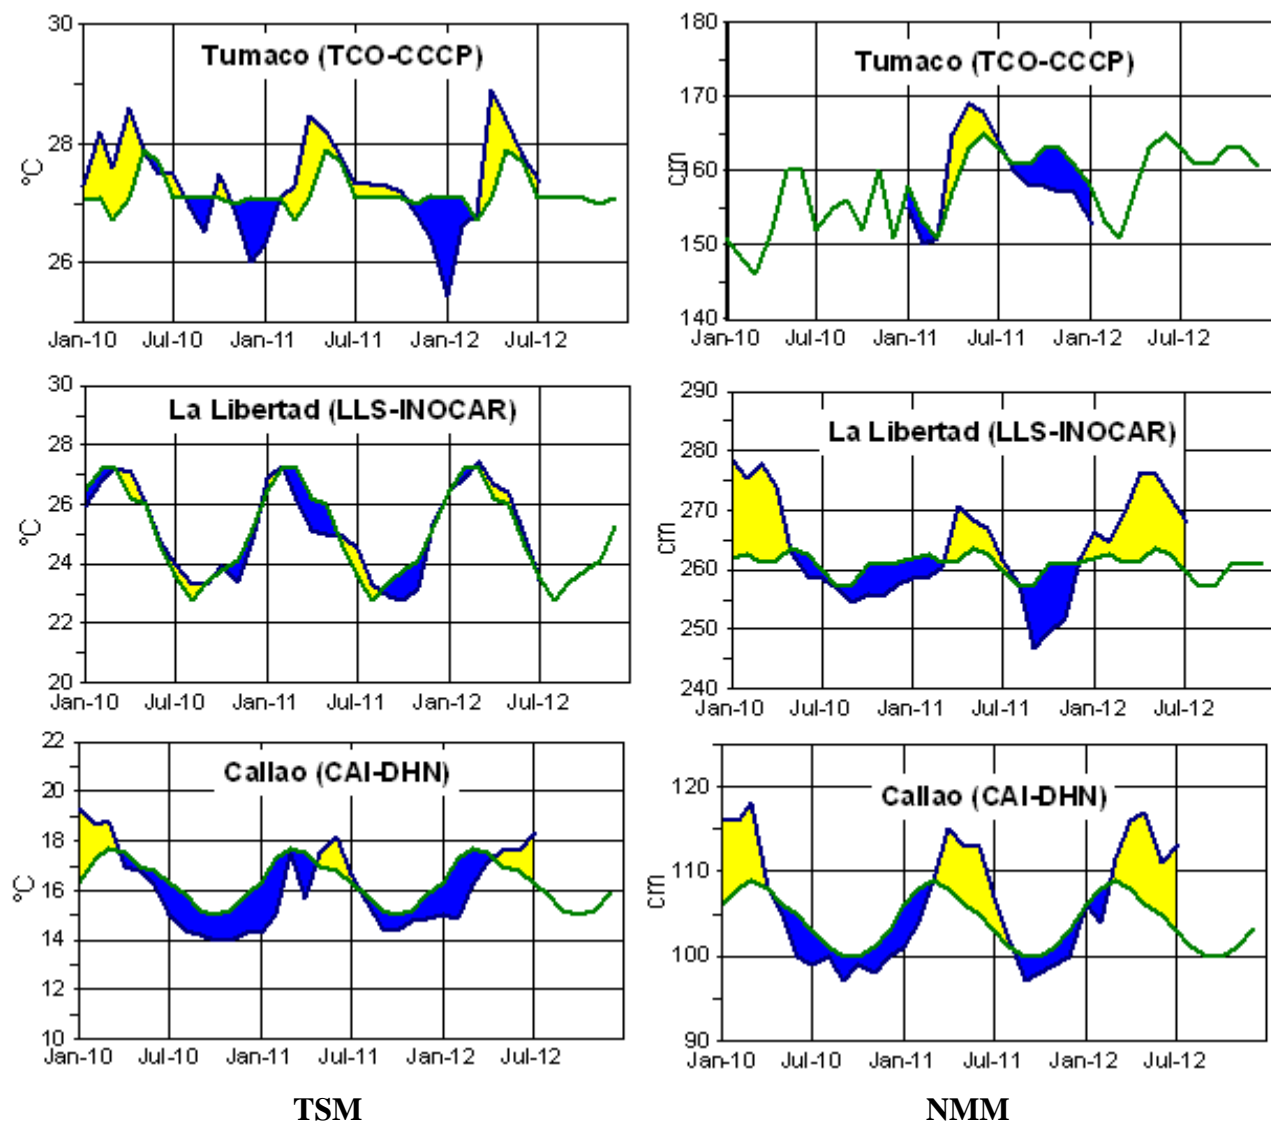 Tumaco (TCO-CCCP)
°C
30
28
26
Jan-10 Jul-10 Jan-11 Jul-11 Jan-12 Jul-12
Tumaco (TCO-CCCP)
cm
180
170
160
150
140
Jan-10 Jul-10 Jan-11 Jul-11 Jan-12 Jul-12
La Libertad (LLS-INOCAR)
°C
30
28
26
24
22
20
Jan-10 Jul-10 Jan-11 Jul-11 Jan-12 Jul-12
La Libertad (LLS-INOCAR)
cm
290
280
270
260
250
240
Jan-10 Jul-10 Jan-11 Jul-11 Jan-12 Jul-12
Callao (CAI-DHN)
°C
22
20
18
16
14
12
10
Jan-10 Jul-10 Jan-11 Jul-11 Jan-12 Jul-12
Callao (CAI-DHN)
cm
120
110
100
90
Jan-10 Jul-10 Jan-11 Jul-11 Jan-12 Jul-12
TSM
NMM